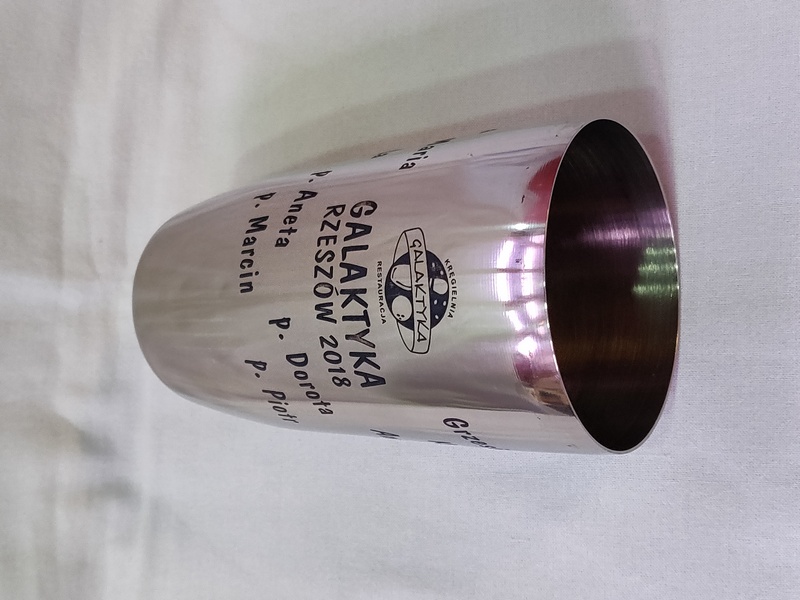 KRĘGIELNIA
GALAKTYKA
RESTAURACJA
GALAKTYKA
RZESZÓW 2018
p. Aneta
p. Dorota
p. Marcin
p. Piotr